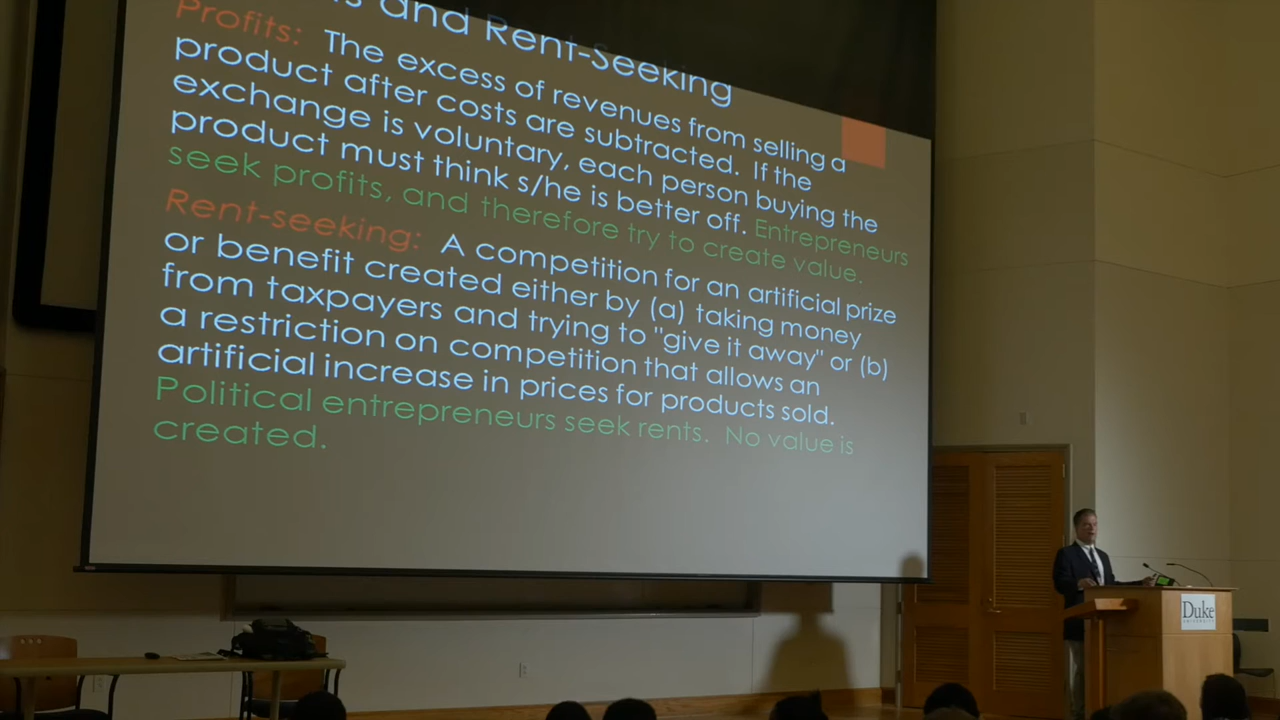 and Rent-Seeking
Profits: The excess of revenues from selling a
product after costs are subtracted. If the
exchange is voluntary, each person buying the
product must think s/he is better off. Entrepreneurs
seek profits, and therefore try to create value.
Rent-seeking: A competition for an artificial prize
or benefit created either by (a) taking money
from taxpayers and trying to "give it away" or (b)
a restriction on competition that allows an
artificial increase in prices for products sold.
Political entrepreneurs seek rents. No value is
created.
Duke
UNIVERSITY